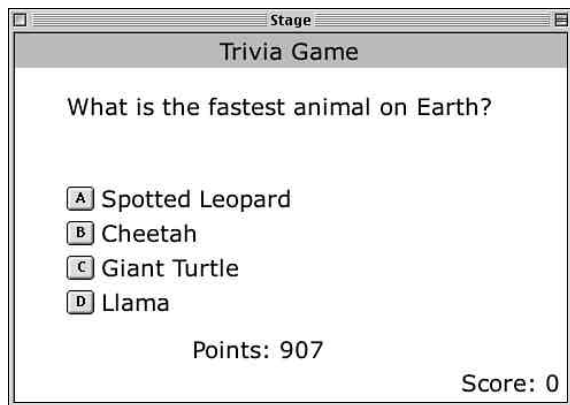 Stage
Trivia Game
What is the fastest animal on Earth?
A Spotted Leopard
B Cheetah
C Giant Turtle
D Llama
Points: 907
Score: 0